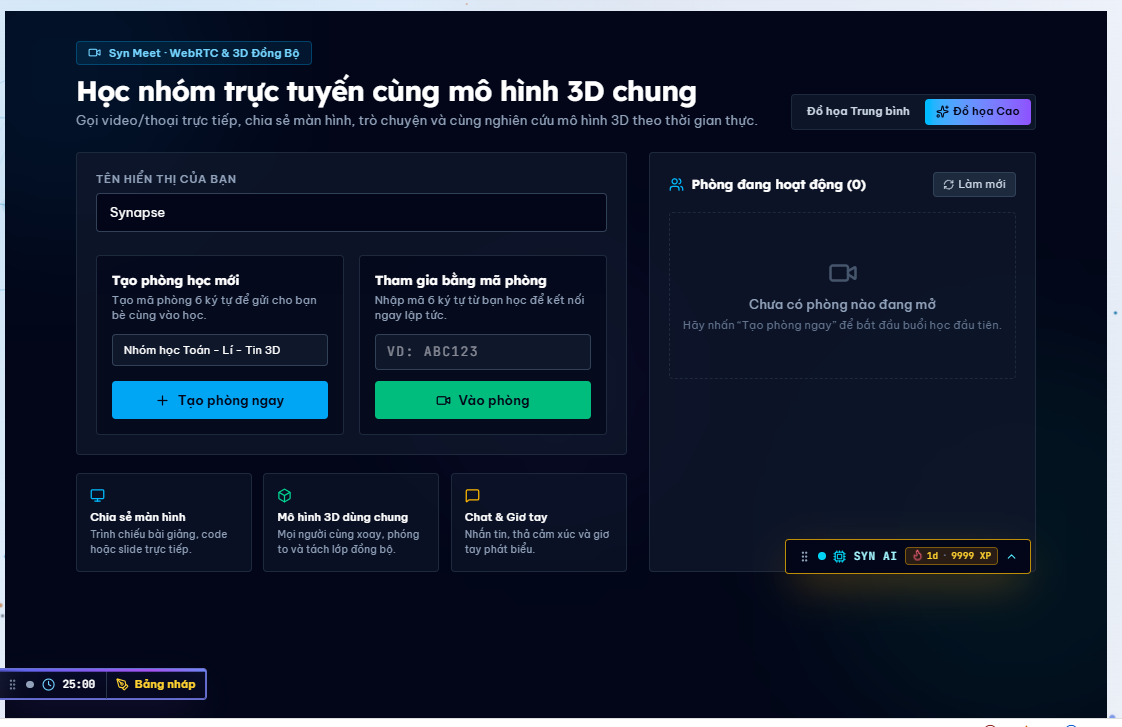 Syn Meet · WebRTC & 3D Đồng Bộ
Học nhóm trực tuyến cùng mô hình 3D chung
Gọi video/thoại trực tiếp, chia sẻ màn hình, trò chuyện và cùng nghiên cứu mô hình 3D theo thời gian thực.
Đồ họa Trung bình
Đồ họa Cao
TÊN HIỂN THỊ CỦA BẠN
Synapse
Tạo phòng học mới
Tạo mã phòng 6 ký tự để gửi cho bạn
bè cùng vào học.
Nhóm học Toán - Lí - Tin 3D
Tạo phòng ngay
Tham gia bằng mã phòng
Nhập mã 6 ký tự từ bạn học để kết nối
ngay lập tức.
VD: ABC123
Vào phòng
Phòng đang hoạt động (0)
Làm mới
Chưa có phòng nào đang mở
Hãy nhấn "Tạo phòng ngay" để bắt đầu buổi học đầu tiên.
Chia sẻ màn hình
Trình chiếu bài giảng, code
hoặc slide trực tiếp.
Mô hình 3D dùng chung
Mọi người cùng xoay, phóng
to và tách lớp đồng bộ.
Chat & Giơ tay
Nhắn tin, thả cảm xúc và giơ
tay phát biểu.
SYN AI
1d · 9999 XP
25:00
Bảng nháp